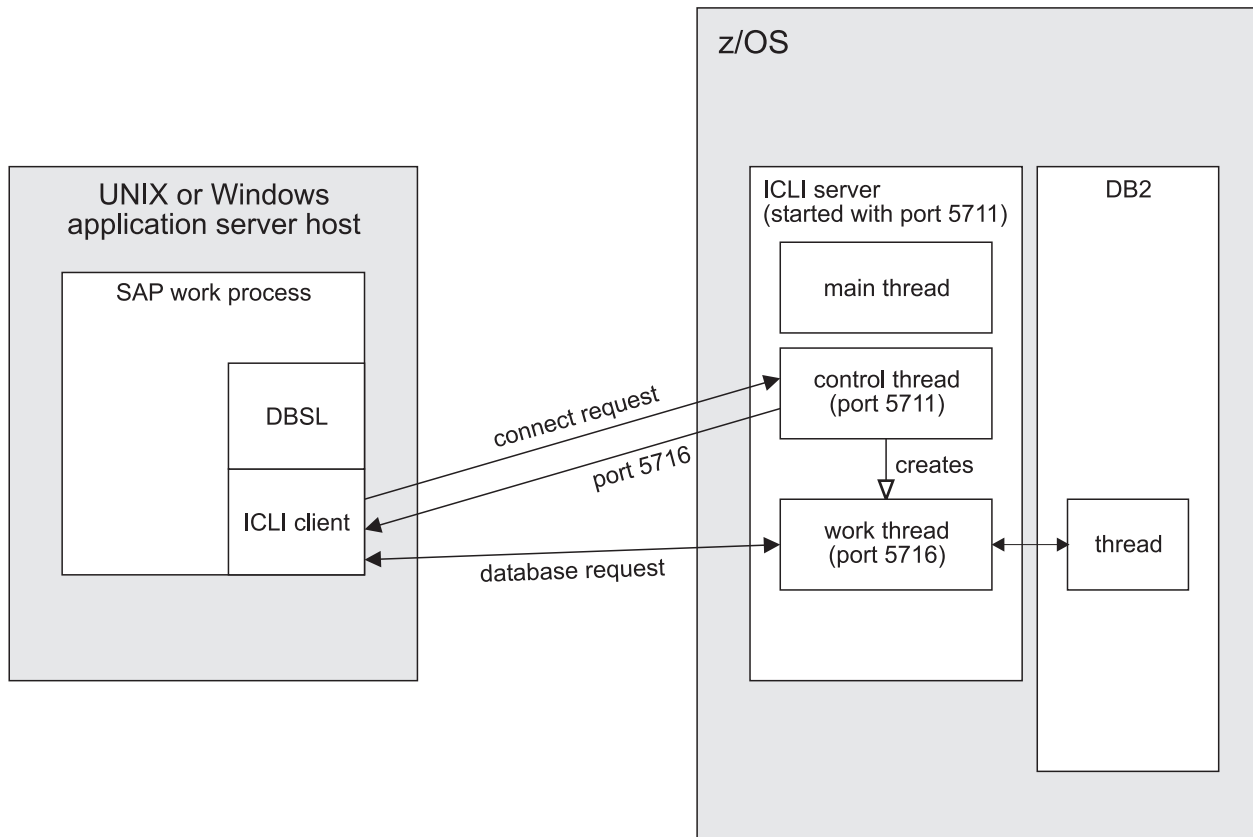 z/OS
UNIX or Windows
application server host
SAP work process
DBSL
ICLI client
connect request
port 5716
database request
ICLI server
(started with port 5711)
main thread
control thread
(port 5711)
creates
work thread
(port 5716)
DB2
thread